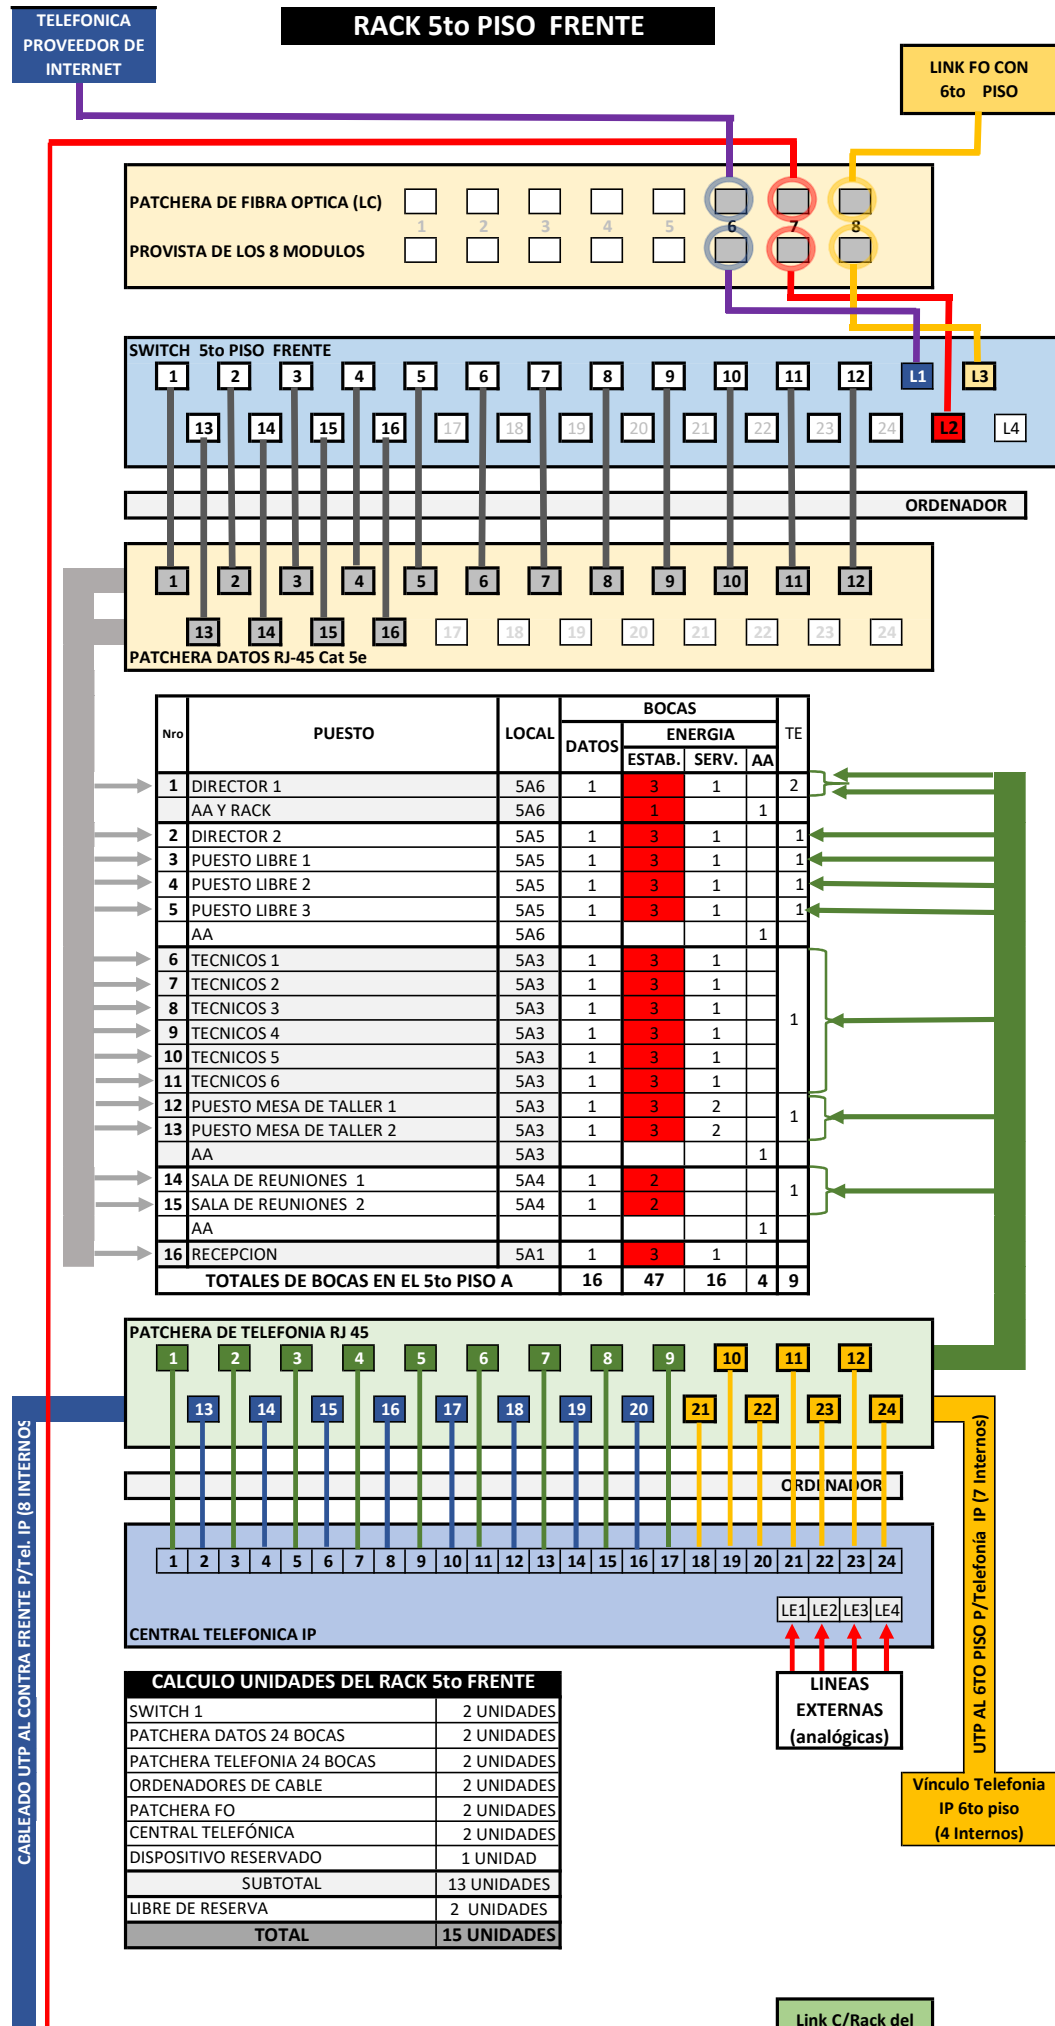 TELEFONICA
PROVEEDOR DE
INTERNET
RACK 5to PISO  FRENTE
LINK FO CON
6to    PISO
PATCHERA DE FIBRA OPTICA (LC)
1 2 3 4 5 6 7 8
PROVISTA DE LOS 8 MODULOS
SWITCH  5to PISO  FRENTE
1 2 3 4 5 6 7 8 9 10 11 12 L1 L3
13 14 15 16 17 18 19 20 21 22 23 24 L2 L4
ORDENADOR
1 2 3 4 5 6 7 8 9 10 11 12
13 14 15 16 17 18 19 20 21 22 23 24
PATCHERA DATOS RJ-45 Cat 5e
Nro PUESTO LOCAL BOCAS TE
DATOS ENERGIA
ESTAB. SERV. AA
1 DIRECTOR 1 5A6 1 3 1 2
AA Y RACK 5A6 1 1
2 DIRECTOR 2 5A5 1 3 1 1
3 PUESTO LIBRE 1 5A5 1 3 1 1
4 PUESTO LIBRE 2 5A5 1 3 1 1
5 PUESTO LIBRE 3 5A5 1 3 1 1
AA 5A6 1
6 TECNICOS 1 5A3 1 3 1
7 TECNICOS 2 5A3 1 3 1
8 TECNICOS 3 5A3 1 3 1
1
9 TECNICOS 4 5A3 1 3 1
10 TECNICOS 5 5A3 1 3 1
11 TECNICOS 6 5A3 1 3 1
12 PUESTO MESA DE TALLER 1 5A3 1 3 2
1
13 PUESTO MESA DE TALLER 2 5A3 1 3 2
AA 5A3 1
14 SALA DE REUNIONES  1 5A4 1 2
1
15 SALA DE REUNIONES  2 5A4 1 2
AA 1
16 RECEPCION 5A1 1 3 1
TOTALES DE BOCAS EN EL 5to PISO A 16 47 16 4 9
PATCHERA DE TELEFONIA RJ 45
1 2 3 4 5 6 7 8 9 10 11 12
13 14 15 16 17 18 19 20 21 22 23 24
ORDENADOR
1 2 3 4 5 6 7 8 9 10 11 12 13 14 15 16 17 18 19 20 21 22 23 24
LE1 LE2 LE3 LE4
CENTRAL TELEFONICA IP
LINEAS
EXTERNAS
(analógicas)
CABLEADO UTP AL CONTRA FRENTE P/Tel. IP (8 INTERNOS
UTP AL 6TO PISO P/Telefonía  IP (7 Internos)
Vínculo Telefonia
IP 6to piso
(4 Internos)
CALCULO UNIDADES DEL RACK 5to FRENTE
SWITCH 1 2 UNIDADES
PATCHERA DATOS 24 BOCAS 2 UNIDADES
PATCHERA TELEFONIA 24 BOCAS 2 UNIDADES
ORDENADORES DE CABLE 2 UNIDADES
PATCHERA FO 2 UNIDADES
CENTRAL TELEFÓNICA 2 UNIDADES
DISPOSITIVO RESERVADO 1 UNIDAD
SUBTOTAL 13 UNIDADES
LIBRE DE RESERVA 2  UNIDADES
TOTAL 15 UNIDADES
Link C/Rack del